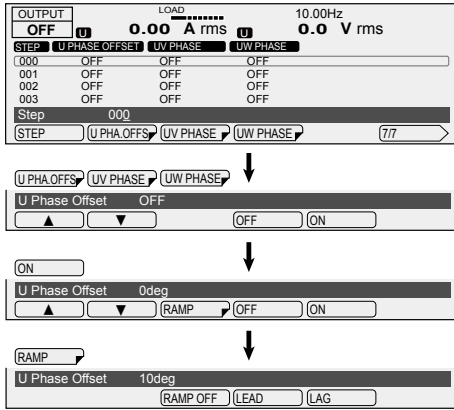 OUTPUT LOAD 10.00Hz
OFF U 0.00 A rms U 0.0 V rms
STEP U PHASE OFFSET UV PHASE UW PHASE
000 OFF OFF OFF
001 OFF OFF OFF
002 OFF OFF OFF
003 OFF OFF OFF
Step 000
STEP U PHA.OFFS UV PHASE UW PHASE 7/7
U PHA.OFFS UV PHASE UW PHASE
U Phase Offset OFF
▲ ▼ OFF ON
ON
U Phase Offset 0deg
▲ ▼ RAMP OFF ON
RAMP
U Phase Offset 10deg
RAMP OFF LEAD LAG